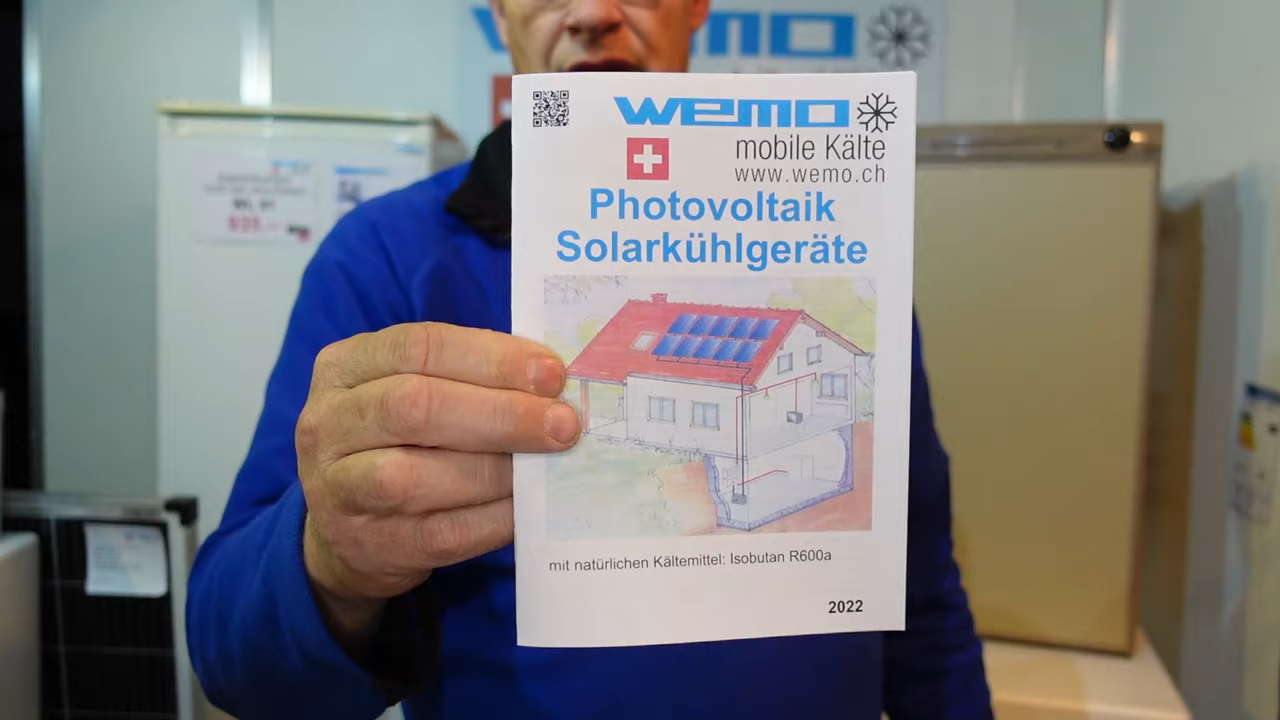 wemo
wemo
mobile Kälte
www.wemo.ch
Photovoltaik
Solarkühlgeräte
mit natürlichen Kältemittel: Isobutan R600a
2022